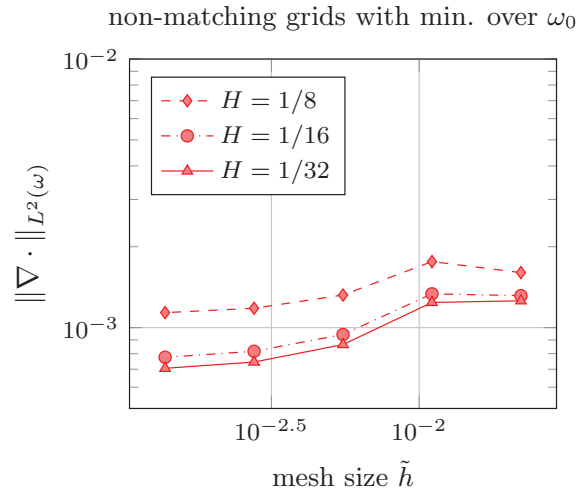 non-matching grids with min. over ω₀
10⁻²
H = 1/8
H = 1/16
H = 1/32
‖∇ · ‖_{L²(ω)}
10⁻³
10⁻²·⁵ 10⁻²
mesh size h̃